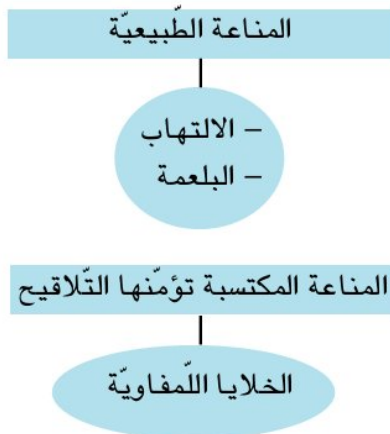 المناعة الطّبيعيّة
– الالتهاب
– البلعمة
المناعة المكتسبة تؤمّنها التّلاقيح
الخلايا اللّمفاويّة